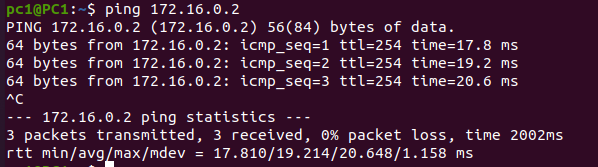 pc1@PC1:~$ ping 172.16.0.2
PING 172.16.0.2 (172.16.0.2) 56(84) bytes of data.
64 bytes from 172.16.0.2: icmp_seq=1 ttl=254 time=17.8 ms
64 bytes from 172.16.0.2: icmp_seq=2 ttl=254 time=19.2 ms
64 bytes from 172.16.0.2: icmp_seq=3 ttl=254 time=20.6 ms
^C
--- 172.16.0.2 ping statistics ---
3 packets transmitted, 3 received, 0% packet loss, time 2002ms
rtt min/avg/max/mdev = 17.810/19.214/20.648/1.158 ms